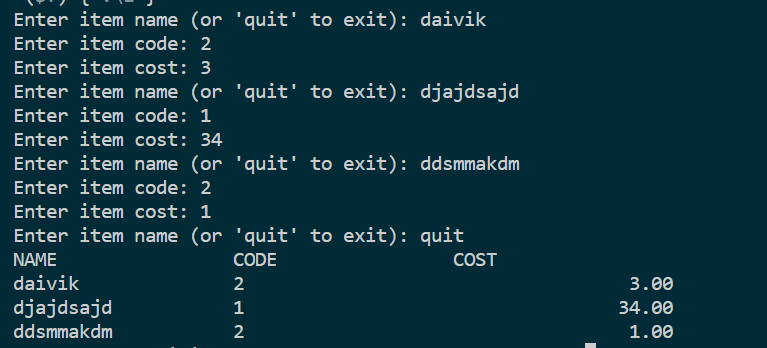 Enter item name (or 'quit' to exit): daivik
Enter item code: 2
Enter item cost: 3
Enter item name (or 'quit' to exit): djajdsajd
Enter item code: 1
Enter item cost: 34
Enter item name (or 'quit' to exit): ddsmmakdm
Enter item code: 2
Enter item cost: 1
Enter item name (or 'quit' to exit): quit
NAME                CODE                COST
daivik              2                                   3.00
djajdsajd           1                                  34.00
ddsmmakdm           2                                   1.00